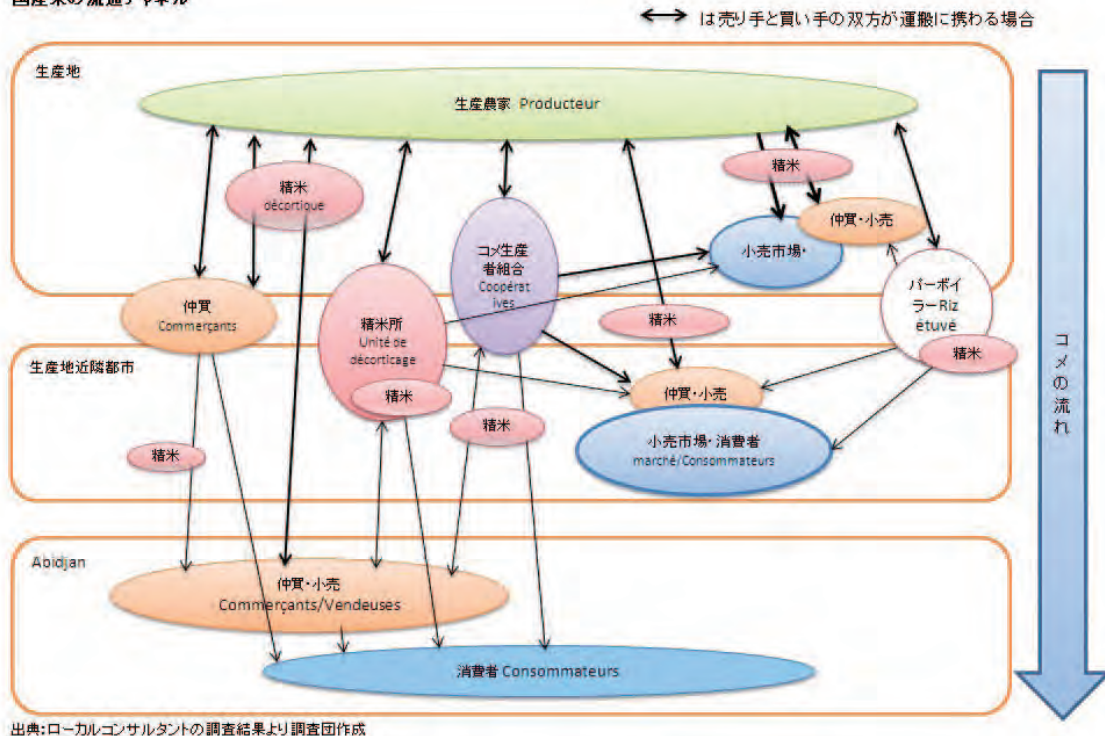 国産米の流通チャネル
は売り手と買い手の双方が運搬に携わる場合
生産地
生産農家 Producteur
精米
décortique
精米
仲買・小売
小売市場・
コメ生産
者組合
Coopérat
ives
パーボイ
ラーRiz
étuvé
精米
仲買
Commerçants
精米所
Unité de
décorticage
精米
精米
生産地近隣都市
仲買・小売
小売市場・消費者
marché/Consommateurs
精米
精米
コメの流れ
Abidjan
仲買・小売
Commerçants/Vendeuses
消費者 Consommateurs
出典:ローカルコンサルタントの調査結果より調査団作成